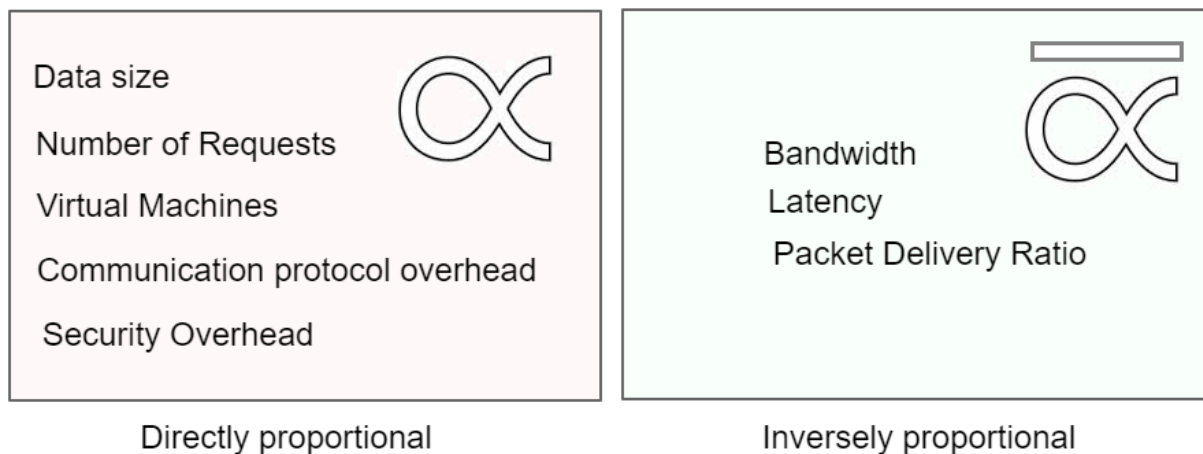 Data size
Number of Requests
Virtual Machines
Communication protocol overhead
Security Overhead
Directly proportional
∝
Bandwidth
Latency
Packet Delivery Ratio
∝
Inversely proportional